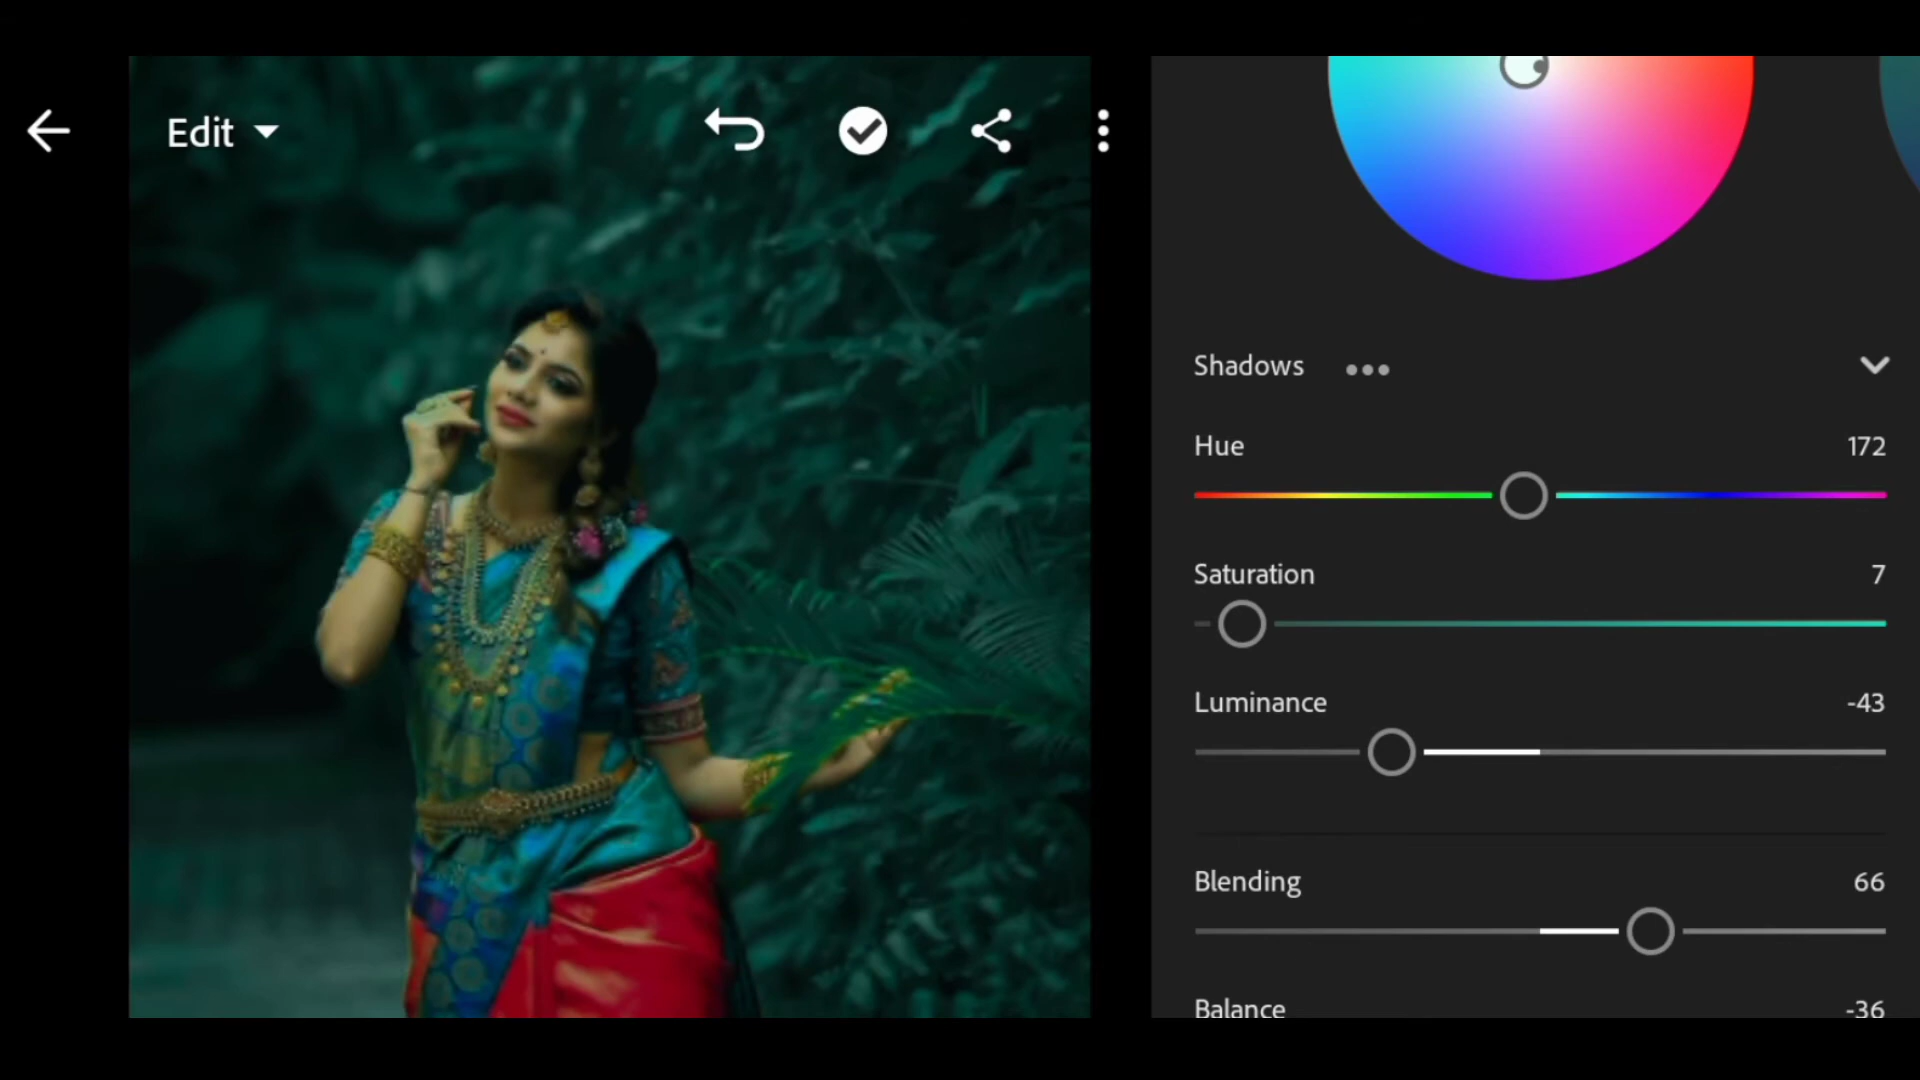 Edit
Shadows
Hue 172
Saturation 7
Luminance -43
Blending 66
Balance -36